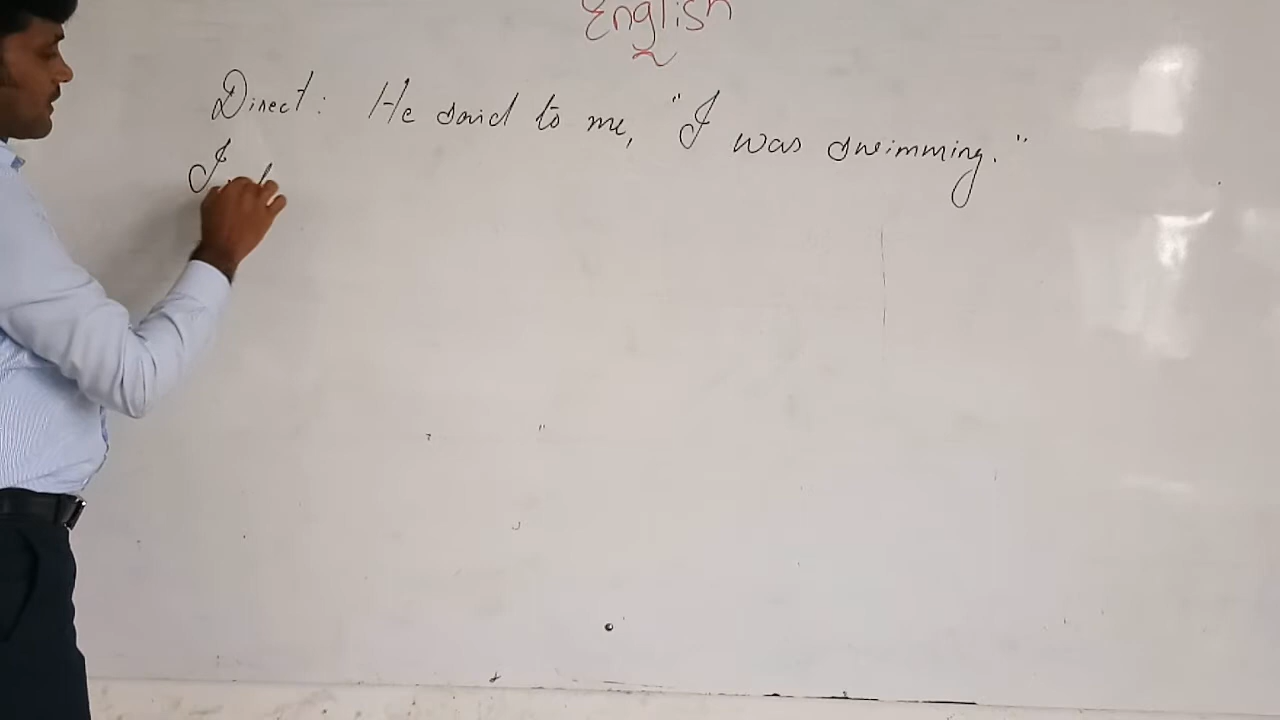 English
Direct: He said to me, "I was swimming."